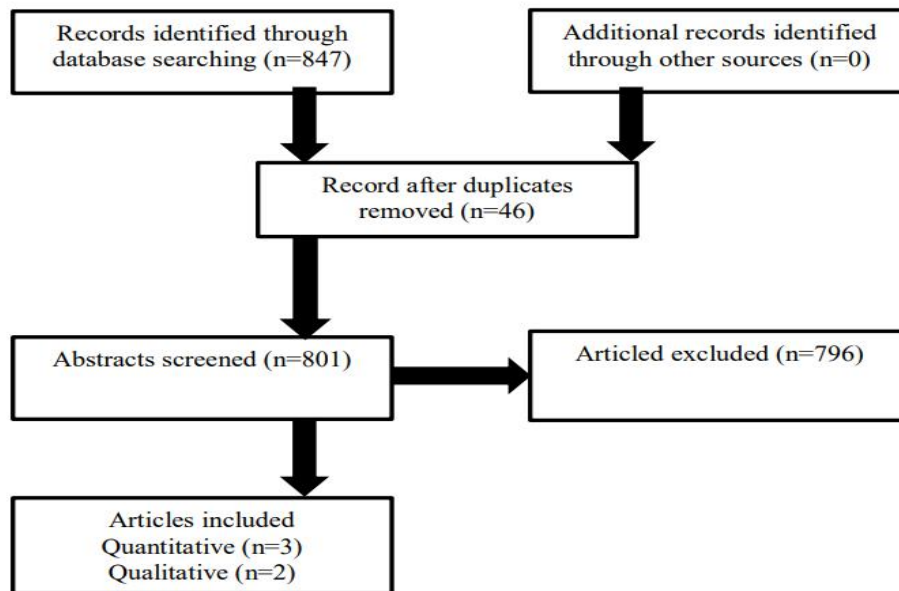 Records identified through
database searching (n=847)
Additional records identified
through other sources (n=0)
Record after duplicates
removed (n=46)
Abstracts screened (n=801)
Articled excluded (n=796)
Articles included
Quantitative (n=3)
Qualitative (n=2)